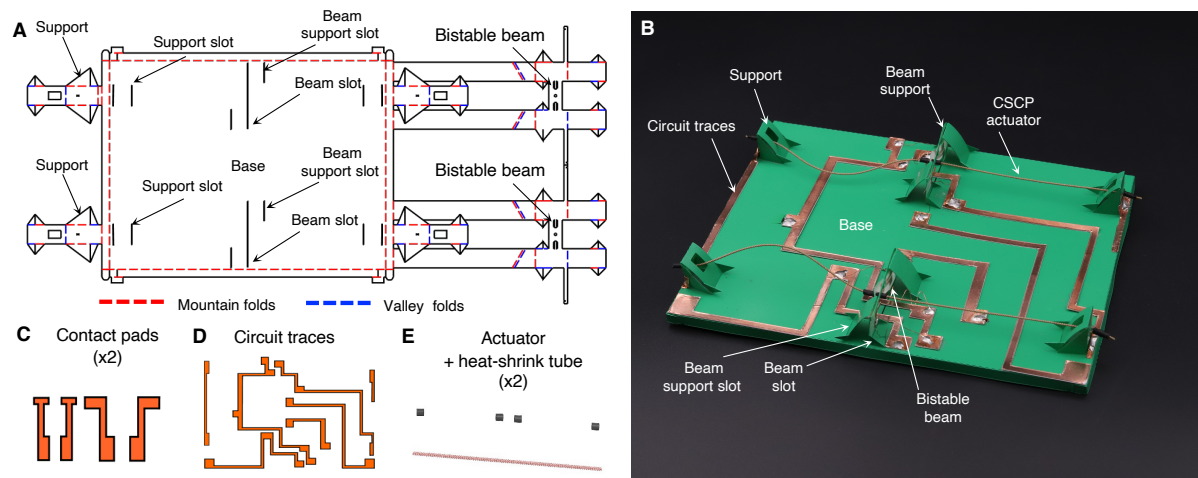 A
Support
Support slot
Beam
support slot
Beam slot
Bistable beam
Support
Support slot
Base
Beam
support slot
Beam slot
Bistable beam
Mountain folds
Valley folds
B
Support
Beam
support
CSCP
actuator
Circuit traces
Base
Beam
support slot
Beam
slot
Bistable
beam
C
Contact pads
(x2)
D
Circuit traces
E
Actuator
+ heat-shrink tube
(x2)